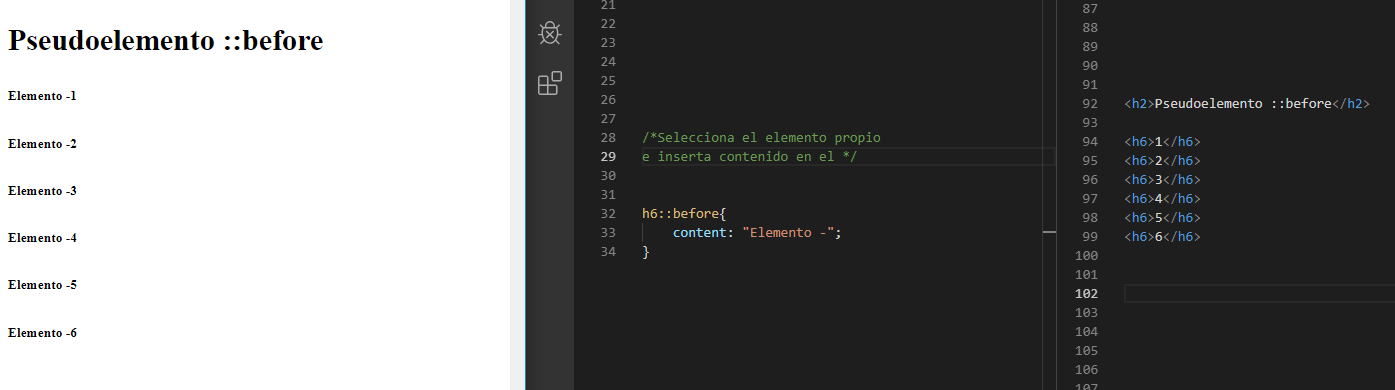 Pseudoelemento ::before
Elemento -1
Elemento -2
Elemento -3
Elemento -4
Elemento -5
Elemento -6
21
22
23
24
25
26
27
28 /*Selecciona el elemento propio
29 e inserta contenido en el */
30
31
32 h6::before{
33 content: "Elemento -";
34 }
87
88
89
90
91
92 <h2>Pseudoelemento ::before</h2>
93
94 <h6>1</h6>
95 <h6>2</h6>
96 <h6>3</h6>
97 <h6>4</h6>
98 <h6>5</h6>
99 <h6>6</h6>
100
101
102
103
104
105
106
107